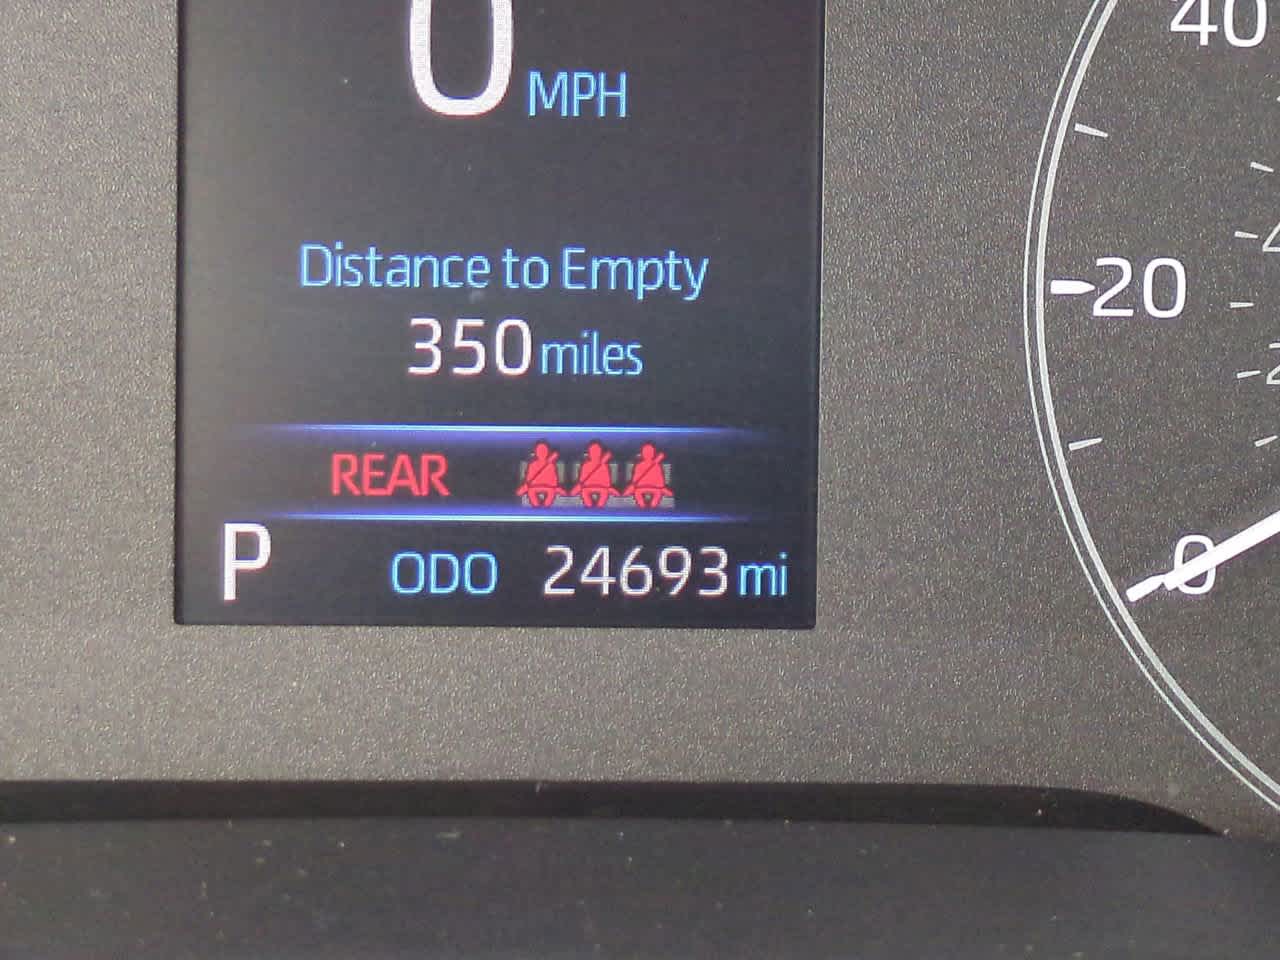 0 MPH
40
Distance to Empty
20
350 miles
REAR
P ODO 24693 mi
0